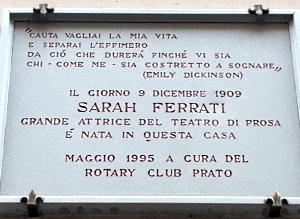 "CAUTA VAGLIAI LA MIA VITA
E SEPARAI L'EFFIMERO
DA CIÒ CHE DURERÀ FINCHÉ VI SIA
CHI - COME ME - SIA COSTRETTO A SOGNARE"
(EMILY DICKINSON)
IL GIORNO 9 DICEMBRE 1909
SARAH FERRATI
GRANDE ATTRICE DEL TEATRO DI PROSA
È NATA IN QUESTA CASA
MAGGIO 1995 A CURA DEL
ROTARY CLUB PRATO